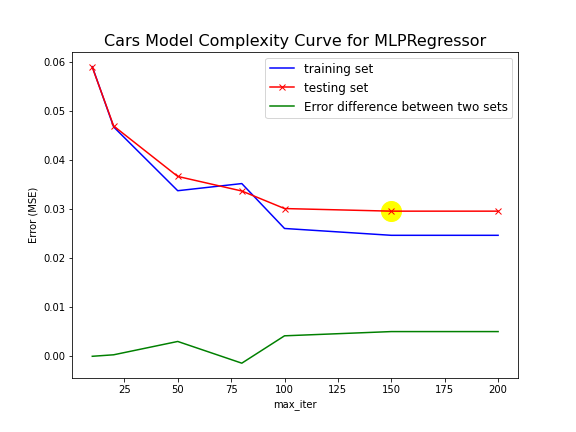 Cars Model Complexity Curve for MLPRegressor
0.06
0.05
0.04
0.03
0.02
0.01
0.00
Error (MSE)
training set
testing set
Error difference between two sets
25
50
75
100
125
150
175
200
max_iter